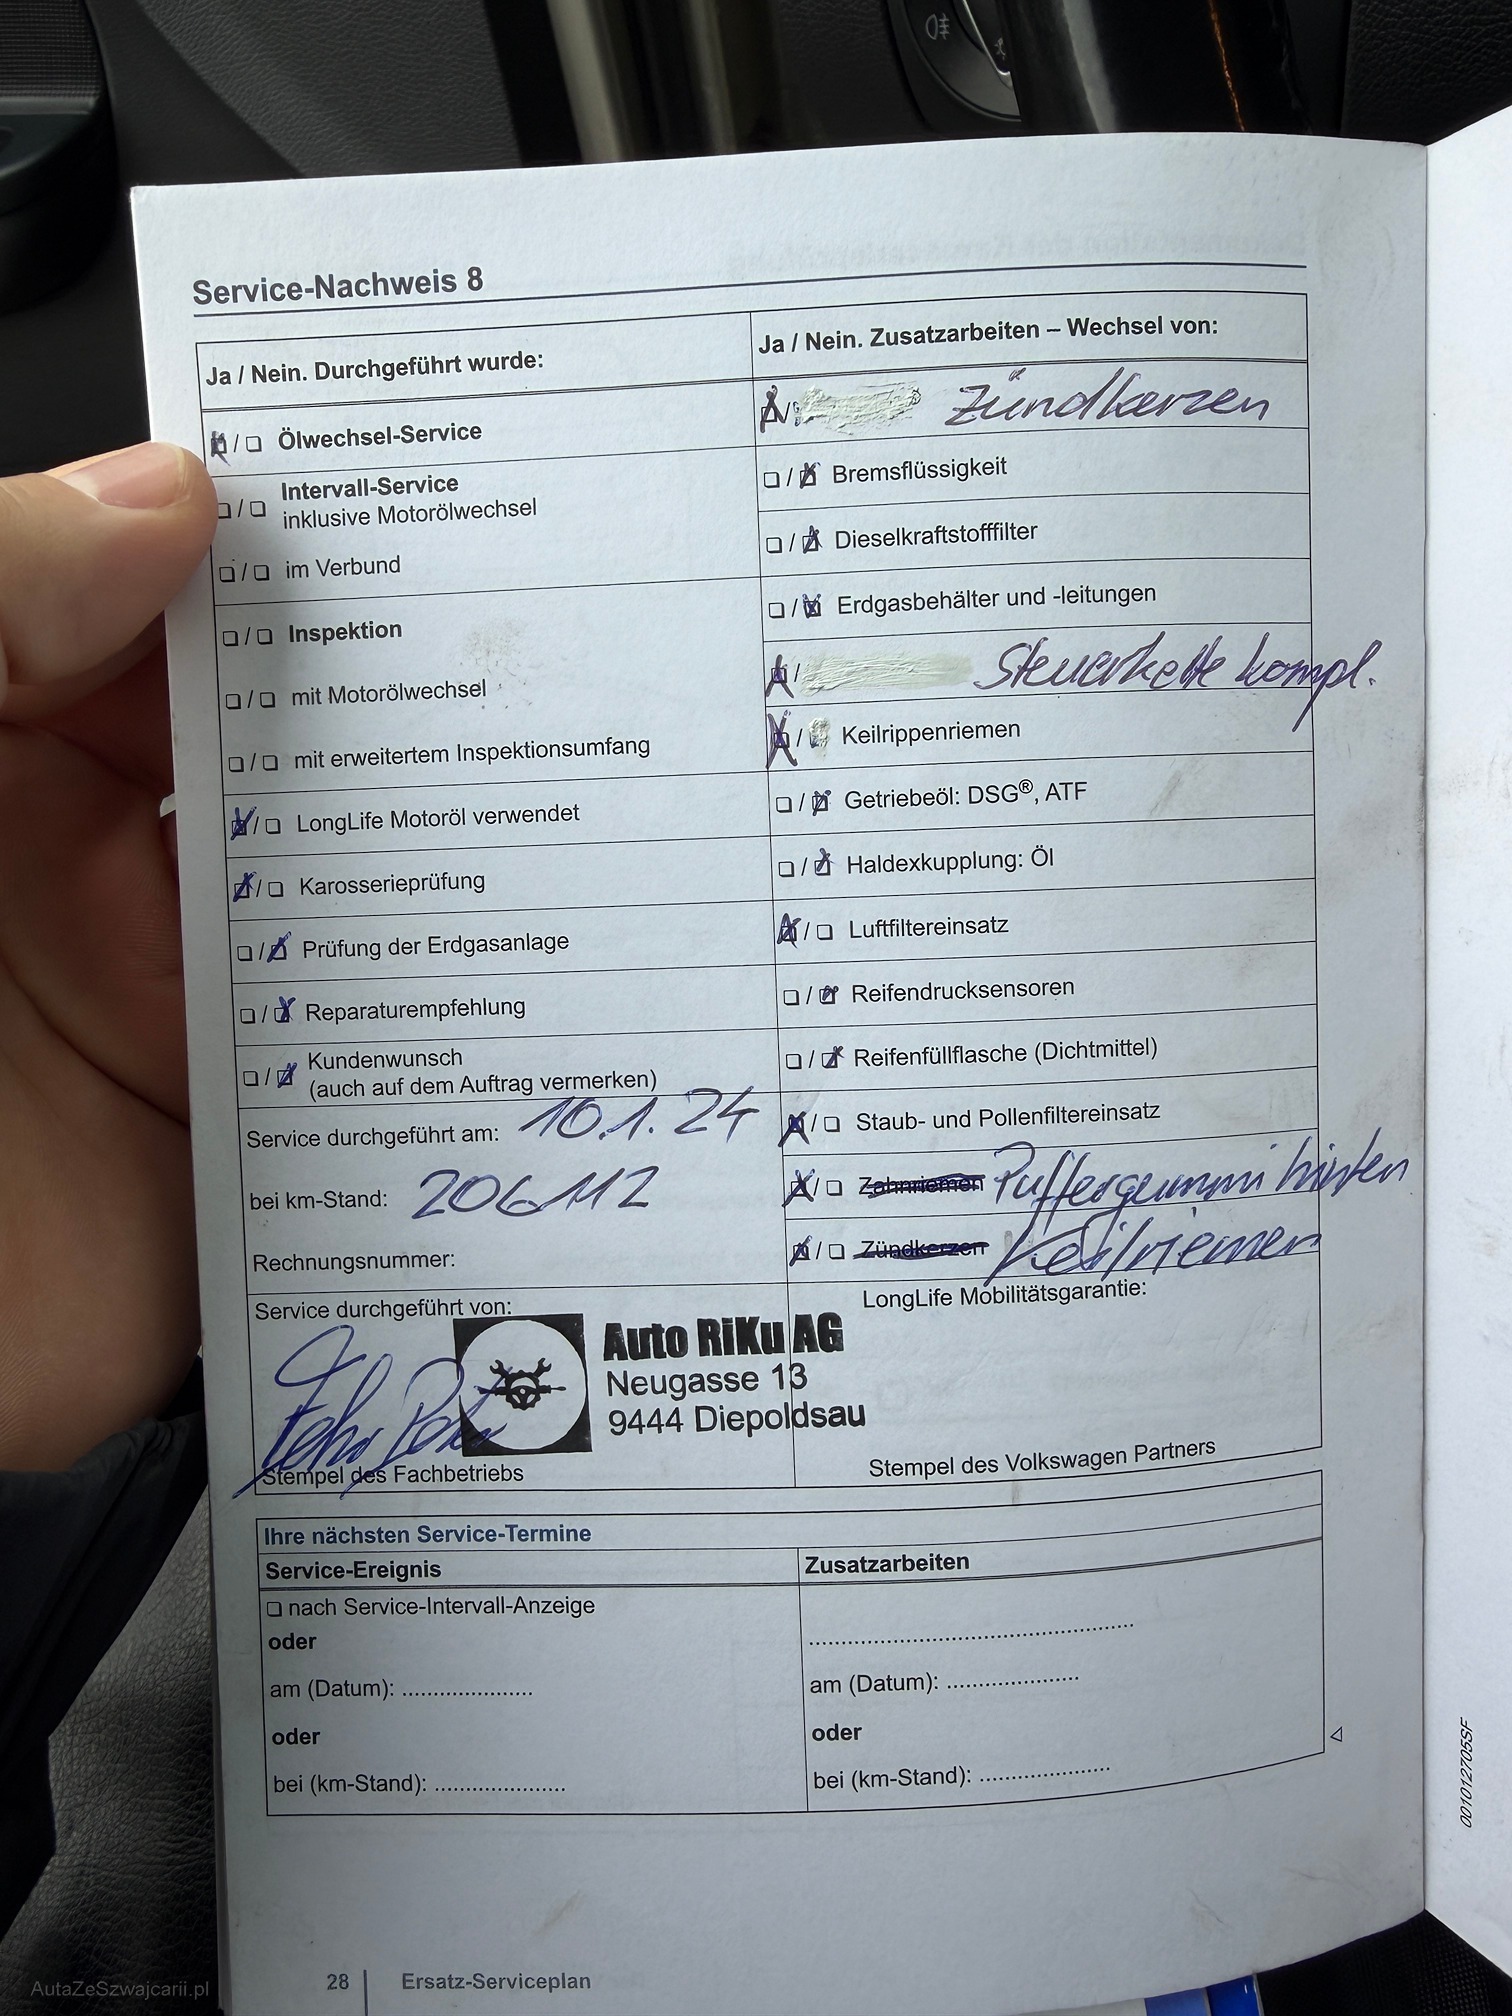 Service-Nachweis 8
Ja / Nein. Durchgeführt wurde:
Ölwechsel-Service
Intervall-Service
inklusive Motorölwechsel
im Verbund
Inspektion
mit Motorölwechsel
mit erweitertem Inspektionsumfang
LongLife Motoröl verwendet
Karosserieprüfung
Prüfung der Erdgasanlage
Reparaturempfehlung
Kundenwunsch
(auch auf dem Auftrag vermerken)
Service durchgeführt am: 10.1.24
bei km-Stand: 206112
Rechnungsnummer:
Service durchgeführt von:
Stempel des Fachbetriebs
Ja / Nein. Zusatzarbeiten – Wechsel von:
Zündkerzen
Bremsflüssigkeit
Dieselkraftstofffilter
Erdgasbehälter und -leitungen
Steuerkette kompl.
Keilrippenriemen
Getriebeöl: DSG®, ATF
Haldexkupplung: Öl
Luftfiltereinsatz
Reifendrucksensoren
Reifenfüllflasche (Dichtmittel)
Staub- und Pollenfiltereinsatz
Zahnriemen Puffergummi hinten
Zündkerzen Keilriemen
LongLife Mobilitätsgarantie:
Auto RiKu AG
Neugasse 13
9444 Diepoldsau
Stempel des Volkswagen Partners
Ihre nächsten Service-Termine
Service-Ereignis
nach Service-Intervall-Anzeige
oder
am (Datum): .....................
oder
bei (km-Stand): .....................
Zusatzarbeiten
.....................................................
am (Datum): .....................
oder
bei (km-Stand): .....................
001012705SF
28 | Ersatz-Serviceplan
AutaZeSzwajcarii.pl